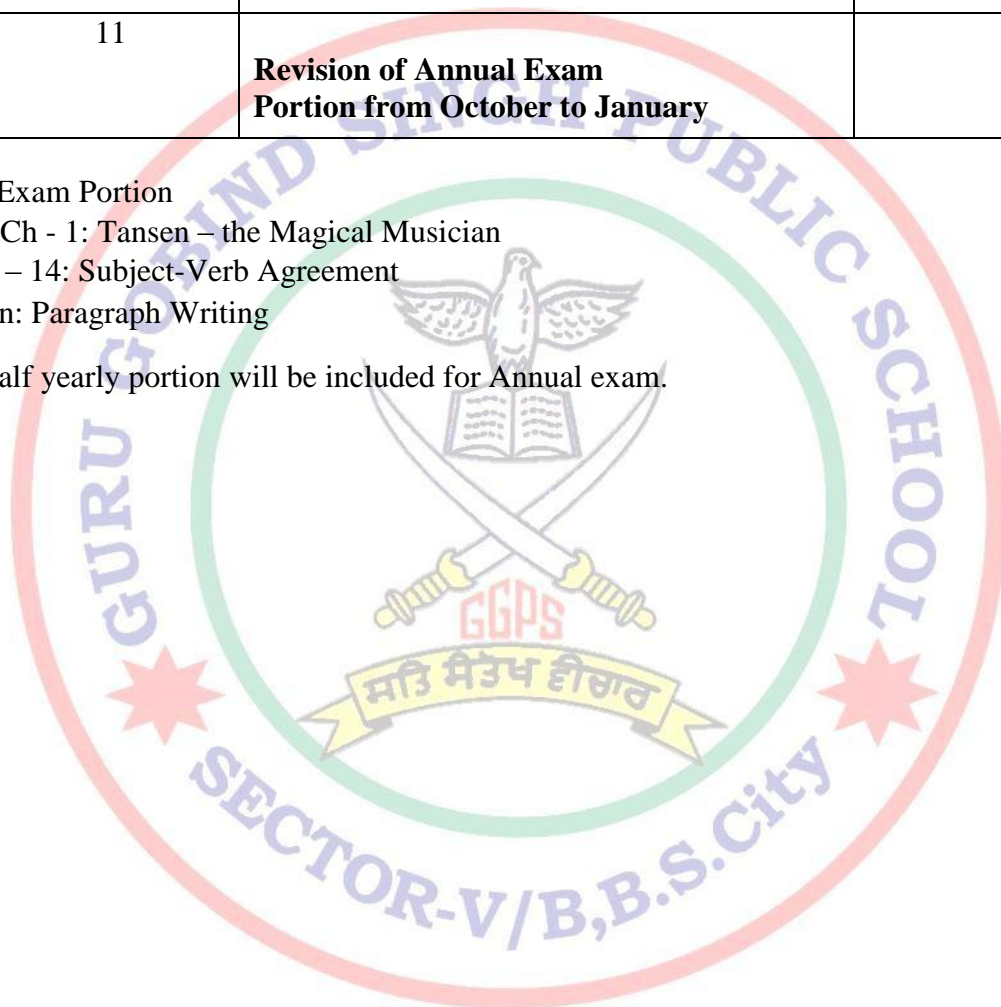 11
Revision of Annual Exam
Portion from October to January
Exam Portion
Ch - 1: Tansen – the Magical Musician
– 14: Subject-Verb Agreement
n: Paragraph Writing
alf yearly portion will be included for Annual exam.
GURU GOBIND SINGH PUBLIC SCHOOL
GGPS
ਸਤਿ ਸੰਤੋਖ ਵੀਚਾਰ
SECTOR-V/B,B.S.City